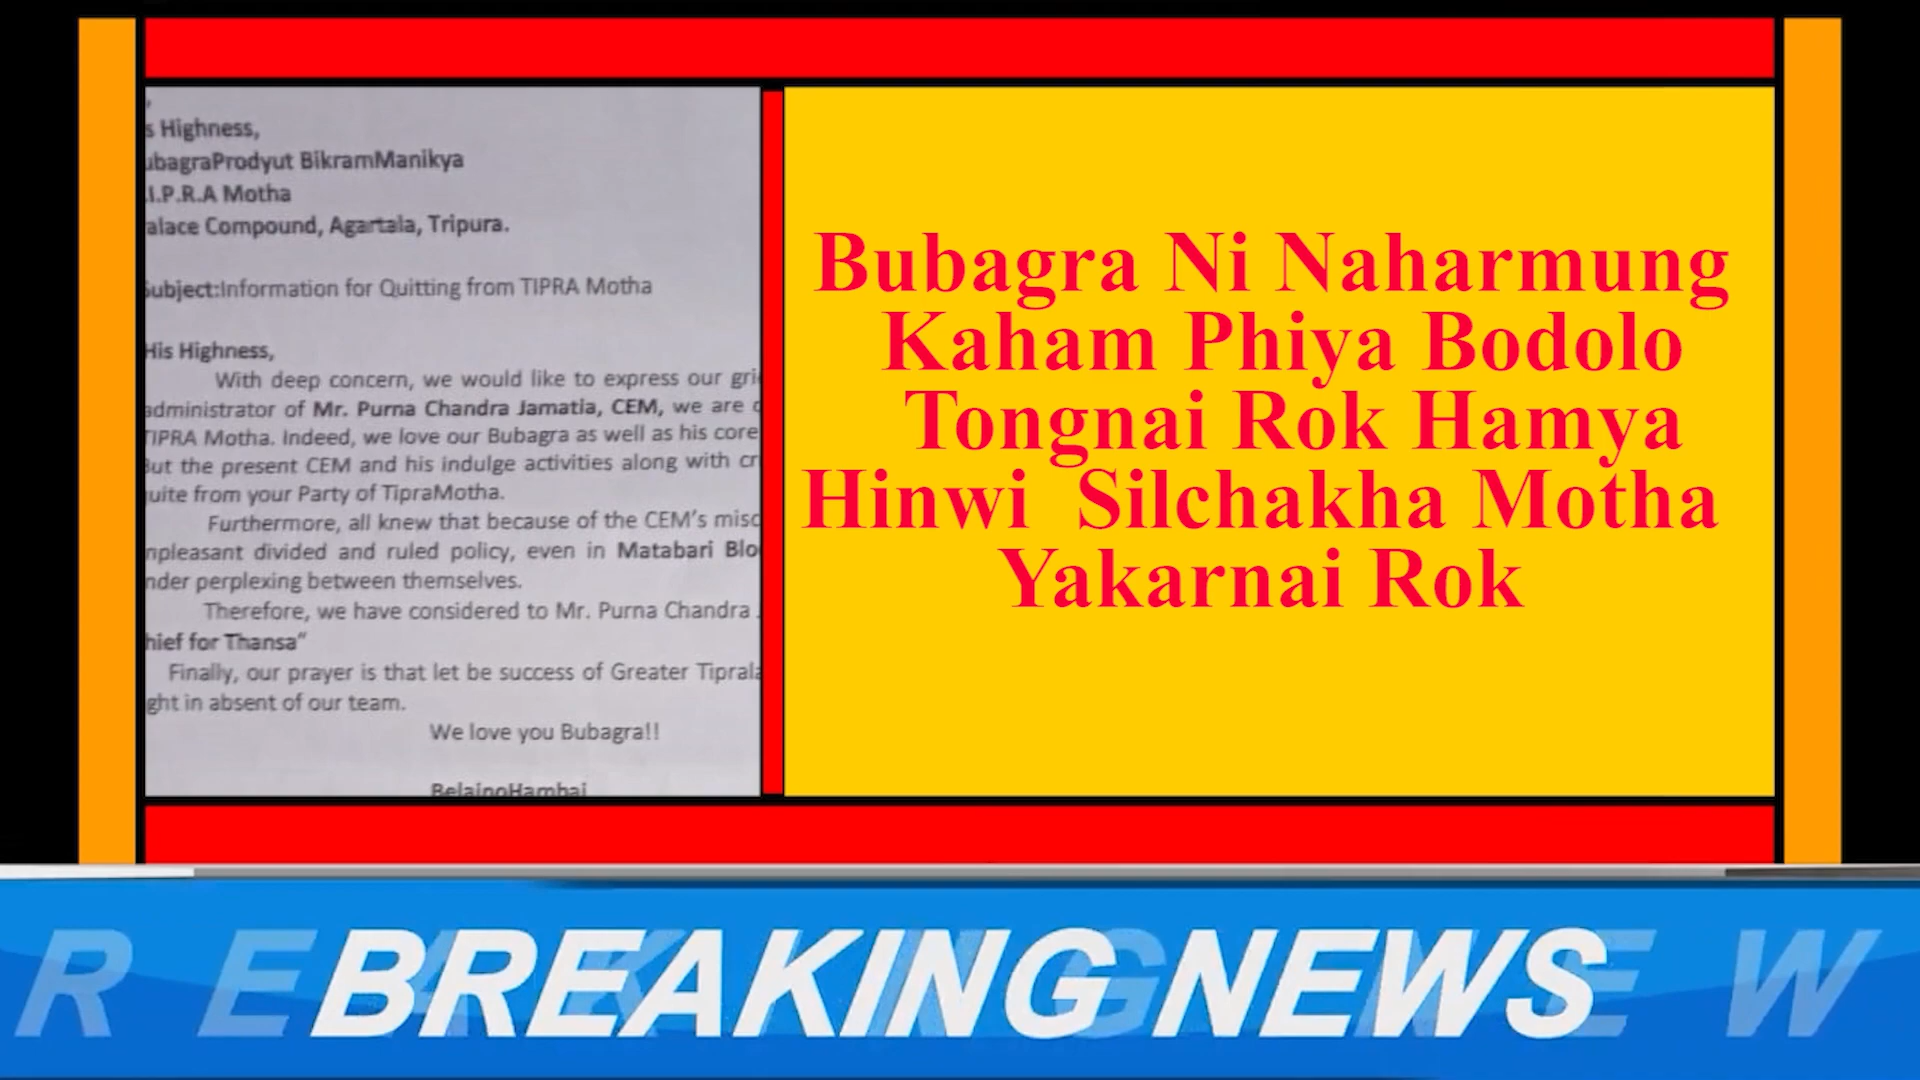 s Highness,
ubagraProdyut BikramManikya
.I.P.R.A Motha
alace Compound, Agartala, Tripura.
Subject:Information for Quitting from TIPRA Motha
His Highness,
With deep concern, we would like to express our gri
administrator of Mr. Purna Chandra Jamatia, CEM, we are
TIPRA Motha. Indeed, we love our Bubagra as well as his core
But the present CEM and his indulge activities along with cr
uite from your Party of TipraMotha.
Furthermore, all knew that because of the CEM's misc
npleasant divided and ruled policy, even in Matabari Blo
nder perplexing between themselves.
Therefore, we have considered to Mr. Purna Chandra
hief for Thansa"
Finally, our prayer is that let be success of Greater Tiprala
ght in absent of our team.
We love you Bubagra!!
BelainoHambai
Bubagra Ni Naharmung
Kaham Phiya Bodolo
Tongnai Rok Hamya
Hinwi Silchakha Motha
Yakarnai Rok
BREAKING NEWS